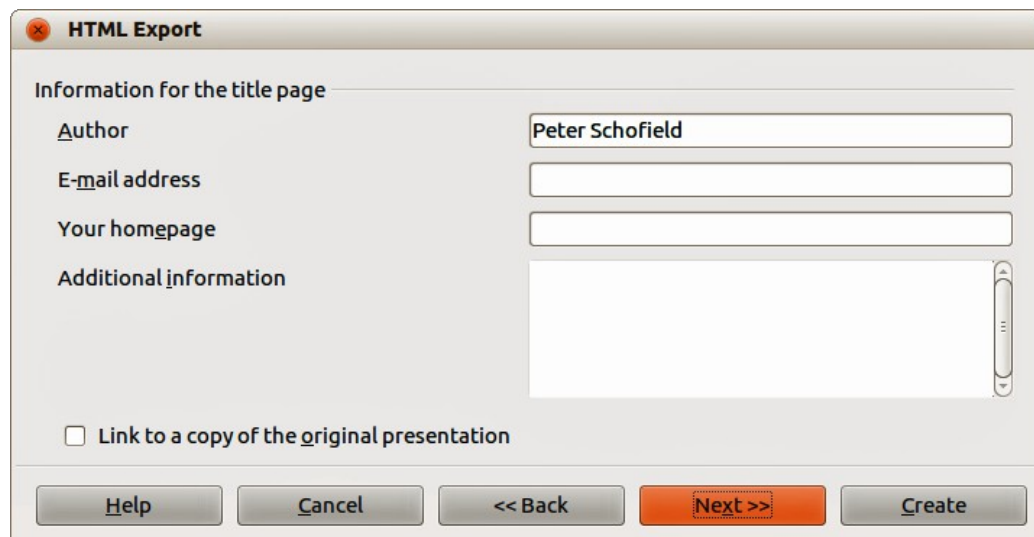 HTML Export
Information for the title page
Author Peter Schofield
E-mail address
Your homepage
Additional information
Link to a copy of the original presentation
Help Cancel << Back Next >> Create